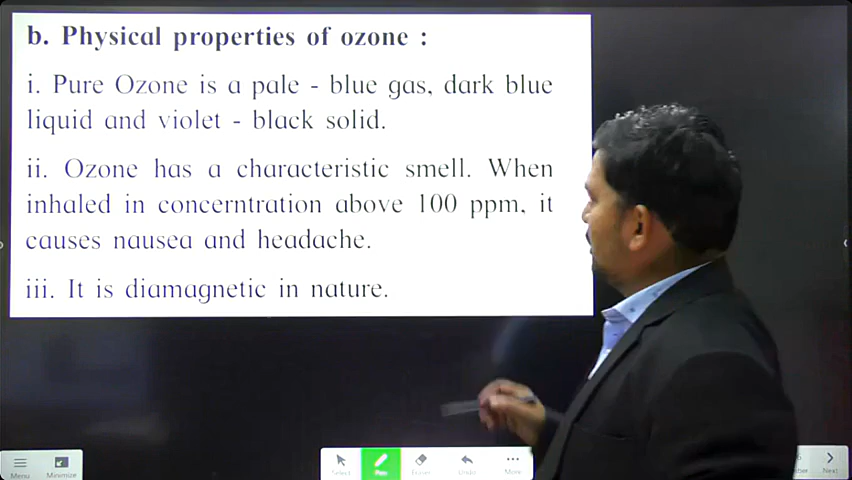 b. Physical properties of ozone :
i. Pure Ozone is a pale - blue gas, dark blue
liquid and violet - black solid.
ii. Ozone has a characteristic smell. When
inhaled in concerntration above 100 ppm, it
causes nausea and headache.
iii. It is diamagnetic in nature.
Menu
Minimize
Select
Pen
Eraser
Undo
More
Next